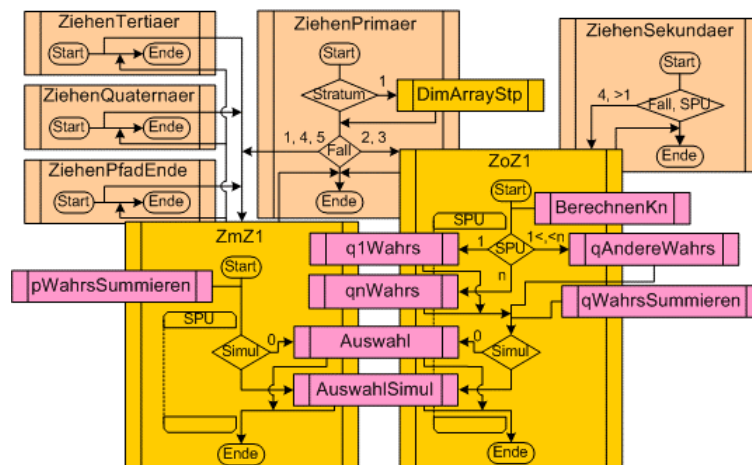 ZiehenTertiaer
Start
Ende
ZiehenQuaternaer
Start
Ende
ZiehenPfadEnde
Start
Ende
ZiehenPrimaer
Start
Stratum
1
DimArrayStp
1, 4, 5
Fall
2, 3
Ende
ZiehenSekundaer
Start
4, >1
Fall, SPU
Ende
ZmZ1
Start
pWahrsSummieren
SPU
Simul
0
Auswahl
AuswahlSimul
Ende
ZoZ1
Start
SPU
BerechnenKn
q1Wahrs
1
SPU
1<,<n
qAndereWahrs
n
qnWahrs
qWahrsSummieren
0
Simul
Ende